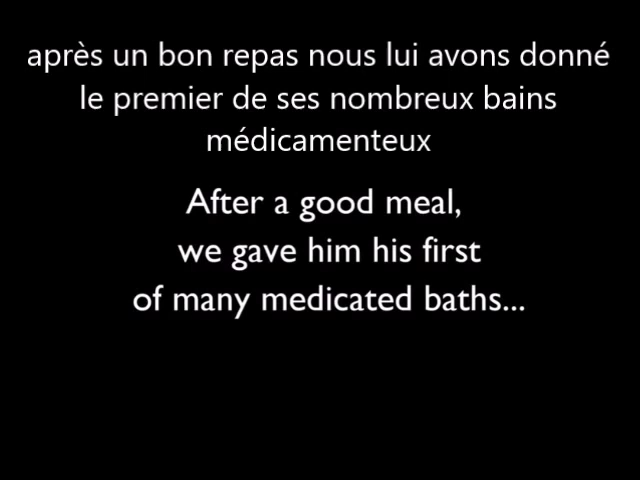 après un bon repas nous lui avons donné
le premier de ses nombreux bains
médicamenteux
After a good meal,
we gave him his first
of many medicated baths...